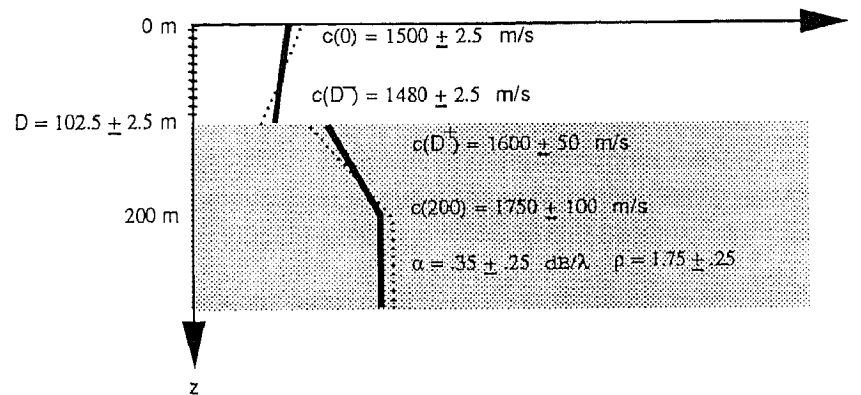 0 m
c(0) = 1500 ± 2.5 m/s
c(D⁻) = 1480 ± 2.5 m/s
D = 102.5 ± 2.5 m
c(D⁺) = 1600 ± 50 m/s
200 m
c(200) = 1750 ± 100 m/s
α = .35 ± .25 dB/λ ρ = 1.75 ± .25
z